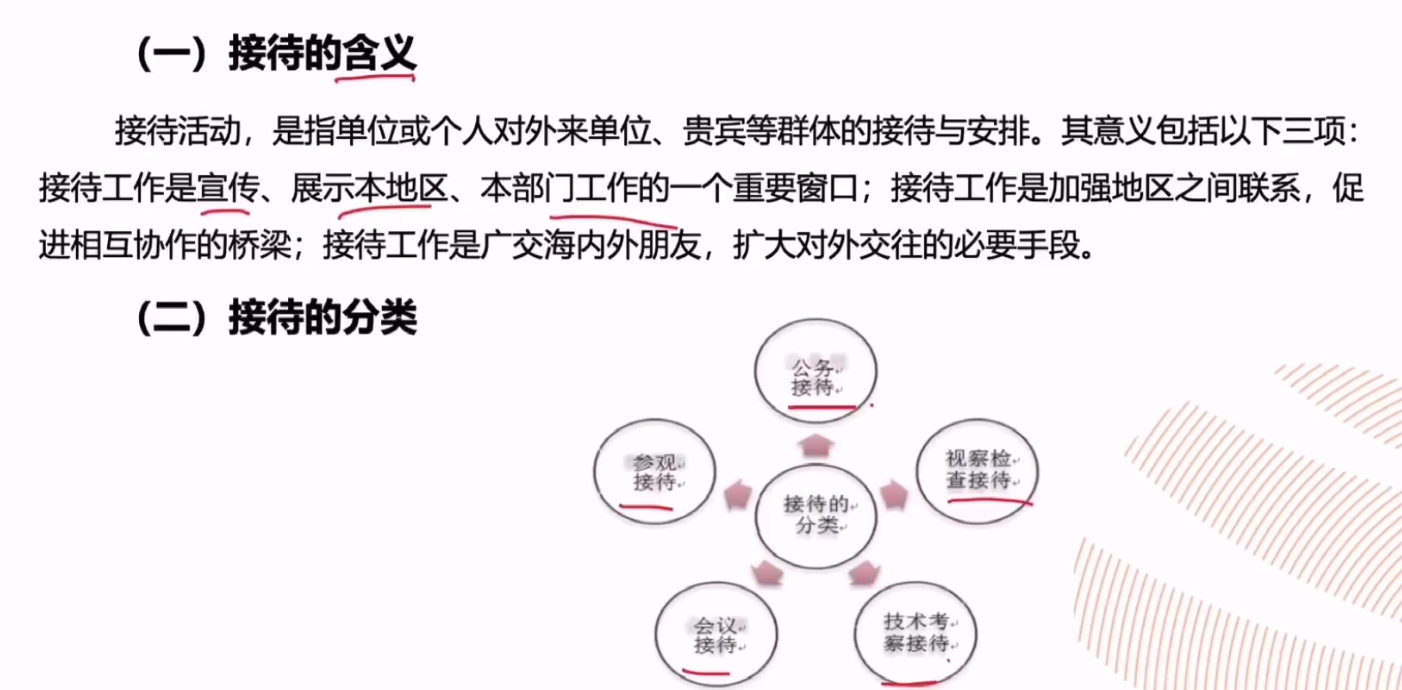 （一）接待的含义
接待活动，是指单位或个人对外来单位、贵宾等群体的接待与安排。其意义包括以下三项：
接待工作是宣传、展示本地区、本部门工作的一个重要窗口；接待工作是加强地区之间联系，促
进相互协作的桥梁；接待工作是广交海内外朋友，扩大对外交往的必要手段。
（二）接待的分类
公务
接待
参观
接待
视察检
查接待
接待的
分类
会议
接待
技术考
察接待